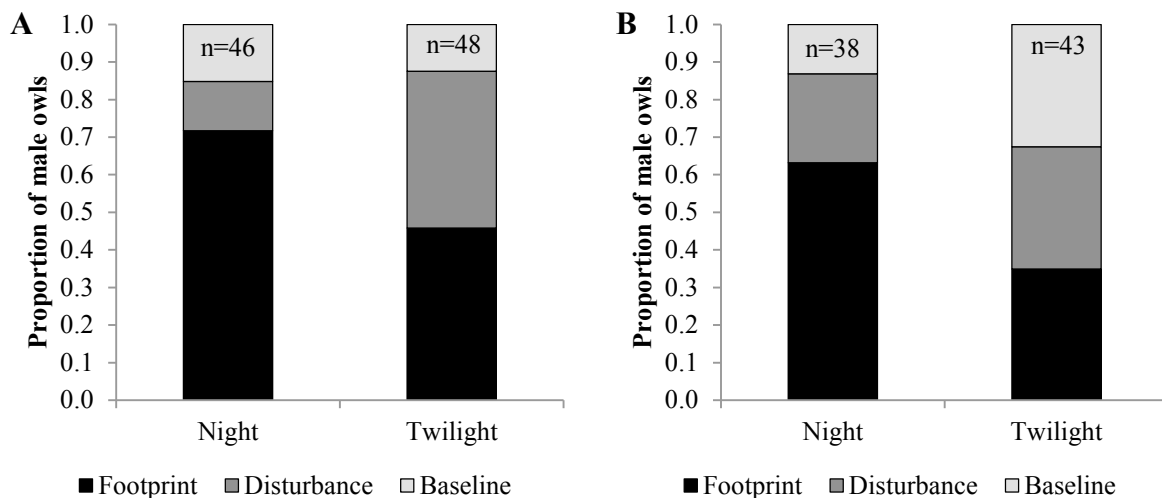 A
Proportion of male owls
1.0
0.9
0.8
0.7
0.6
0.5
0.4
0.3
0.2
0.1
0.0
n=46
n=48
Night
Twilight
Footprint
Disturbance
Baseline
B
Proportion of male owls
1.0
0.9
0.8
0.7
0.6
0.5
0.4
0.3
0.2
0.1
0.0
n=38
n=43
Night
Twilight
Footprint
Disturbance
Baseline